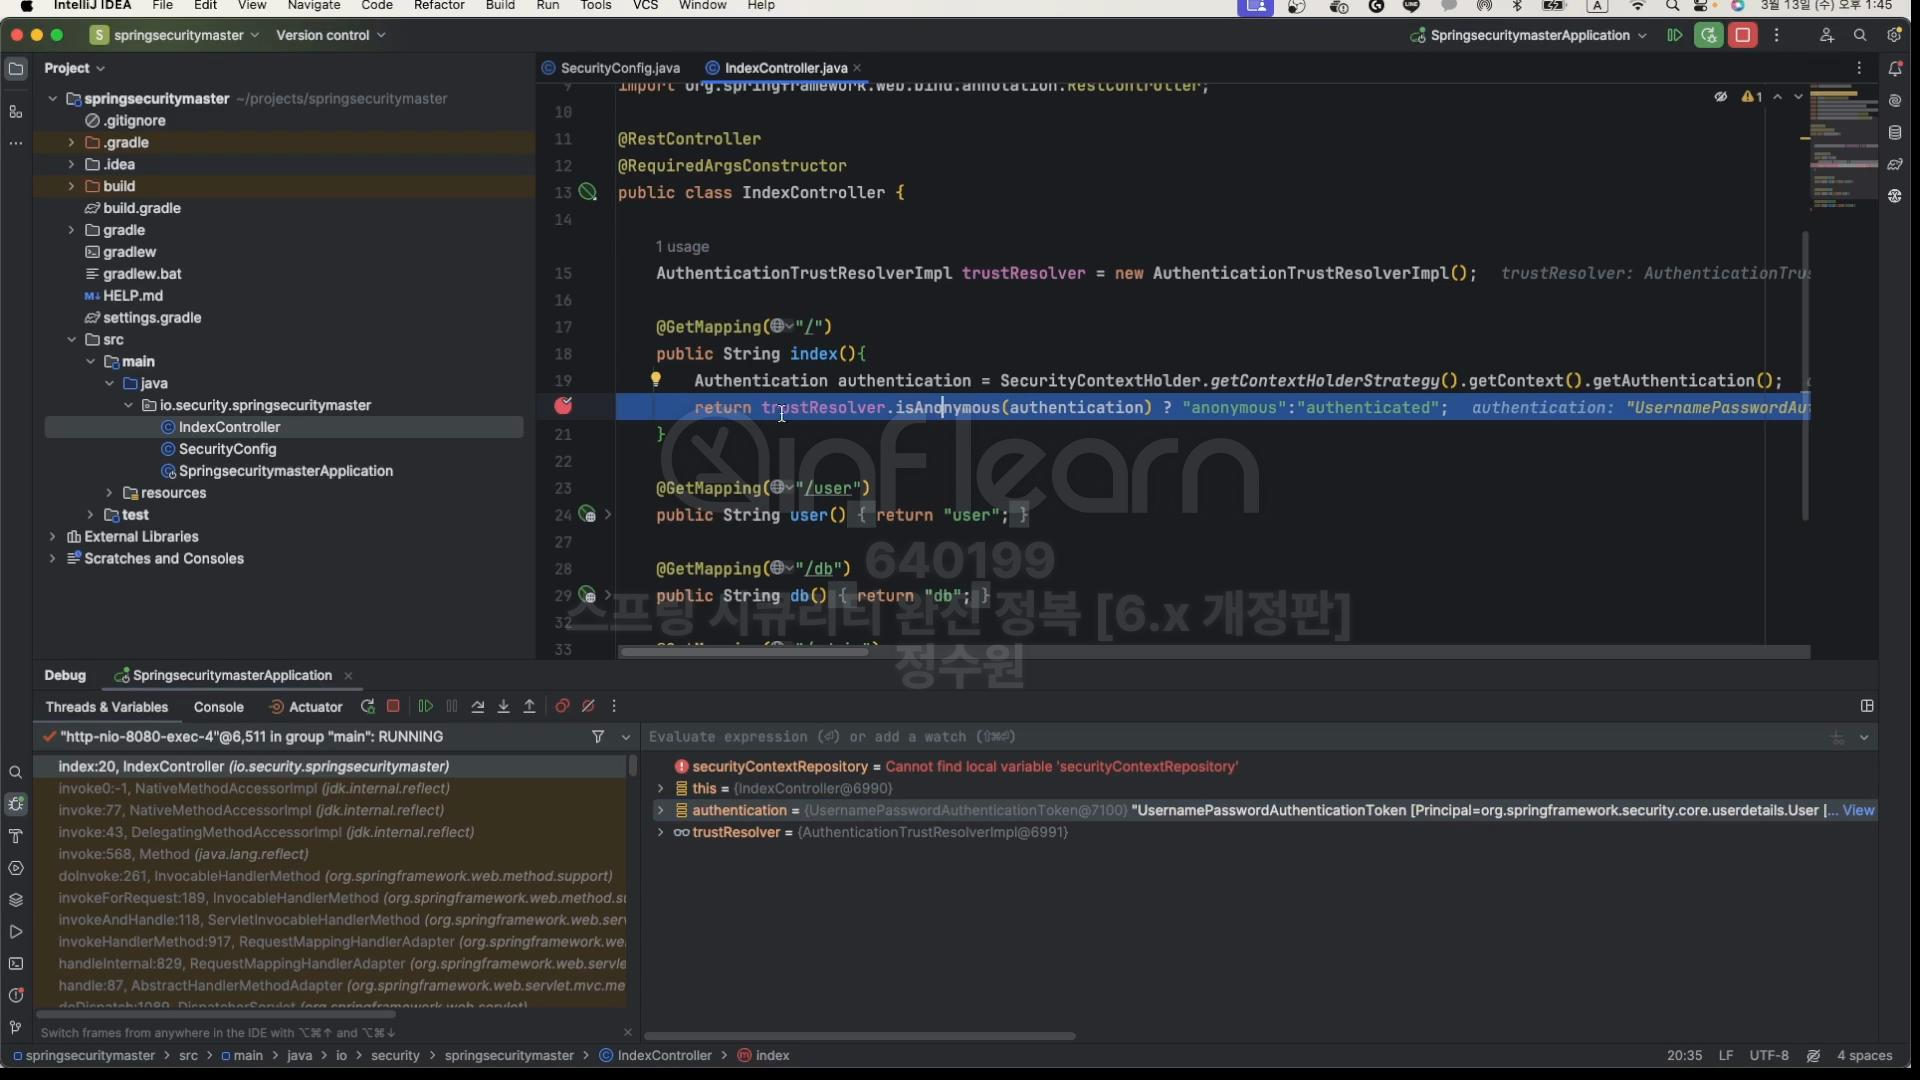 IntelliJ IDEA File Edit View Navigate Code Refactor Build Run Tools VCS Window Help A 3월 13일 (수) 오후 1:45
S springsecuritymaster Version control SpringsecuritymasterApplication
Project
SecurityConfig.java IndexController.java
springsecuritymaster ~/projects/springsecuritymaster
.gitignore
.gradle
.idea
build
build.gradle
gradle
gradlew
gradlew.bat
HELP.md
settings.gradle
src
main
java
io.security.springsecuritymaster
IndexController
SecurityConfig
SpringsecuritymasterApplication
resources
test
External Libraries
Scratches and Consoles
9 import org.springframework.web.bind.annotation.RestController;
1
10
11 @RestController
12 @RequiredArgsConstructor
13 public class IndexController {
14
1 usage
15 AuthenticationTrustResolverImpl trustResolver = new AuthenticationTrustResolverImpl(); trustResolver: AuthenticationTrus
16
17 @GetMapping("/")
18 public String index(){
19 Authentication authentication = SecurityContextHolder.getContextHolderStrategy().getContext().getAuthentication();
return trustResolver.isAnonymous(authentication) ? "anonymous":"authenticated"; authentication: "UsernamePasswordAut
21 }
22
23 @GetMapping("/user")
24 public String user() { return "user"; }
27
28 @GetMapping("/db")
29 public String db() { return "db"; }
32
33
inflearn
640199
스프링 시큐리티 완전 정복 [6.x 개정판]
정수원
Debug SpringsecuritymasterApplication
Threads & Variables Console Actuator
"http-nio-8080-exec-4"@6,511 in group "main": RUNNING
index:20, IndexController (io.security.springsecuritymaster)
invoke0:-1, NativeMethodAccessorImpl (jdk.internal.reflect)
invoke:77, NativeMethodAccessorImpl (jdk.internal.reflect)
invoke:43, DelegatingMethodAccessorImpl (jdk.internal.reflect)
invoke:568, Method (java.lang.reflect)
doInvoke:261, InvocableHandlerMethod (org.springframework.web.method.support)
invokeForRequest:189, InvocableHandlerMethod (org.springframework.web.method.su
invokeAndHandle:118, ServletInvocableHandlerMethod (org.springframework.web.serv
invokeHandlerMethod:917, RequestMappingHandlerAdapter (org.springframework.we
handleInternal:829, RequestMappingHandlerAdapter (org.springframework.web.servle
handle:87, AbstractHandlerMethodAdapter (org.springframework.web.servlet.mvc.me
doDispatch:1089, DispatcherServlet (org.springframework.web.servlet)
Switch frames from anywhere in the IDE with ⌥⌘↑ and ⌥⌘↓
Evaluate expression (⏎) or add a watch (⇧⌘⏎)
securityContextRepository = Cannot find local variable 'securityContextRepository'
this = {IndexController@6990}
authentication = {UsernamePasswordAuthenticationToken@7100} "UsernamePasswordAuthenticationToken [Principal=org.springframework.security.core.userdetails.User [... View
trustResolver = {AuthenticationTrustResolverImpl@6991}
springsecuritymaster > src > main > java > io > security > springsecuritymaster > IndexController > index 20:35 LF UTF-8 4 spaces